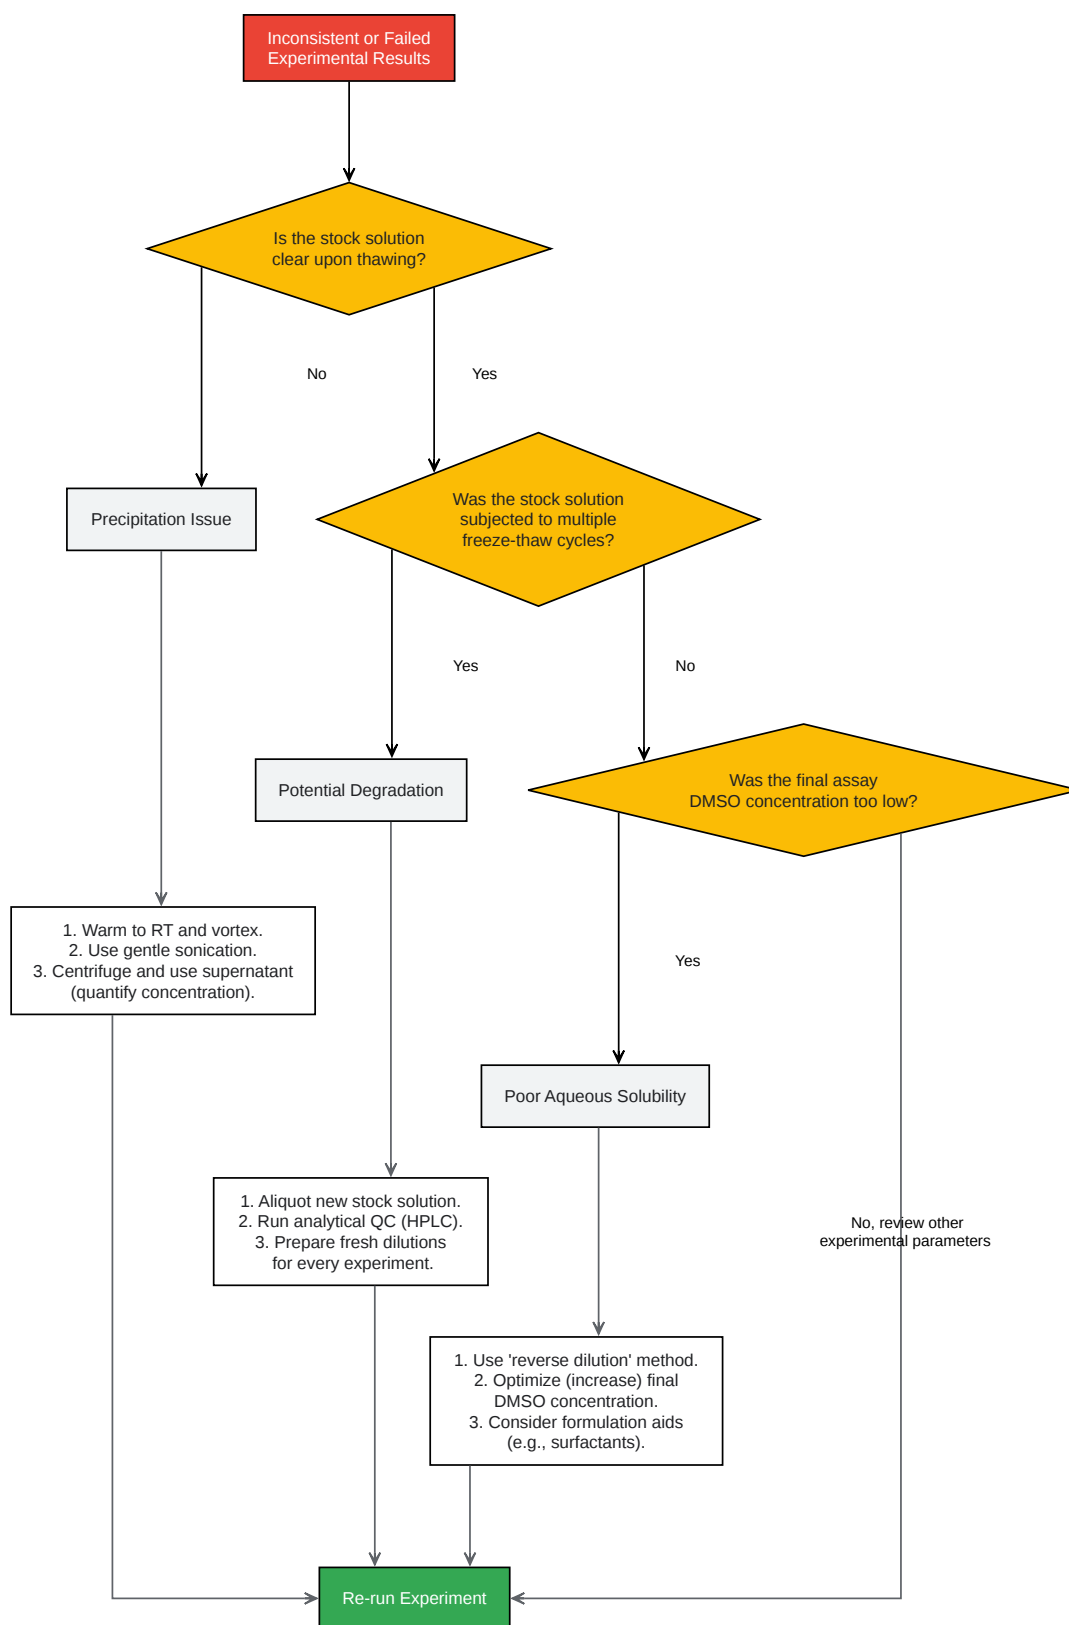 Inconsistent or Failed
Experimental Results
Is the stock solution
clear upon thawing?
No
Yes
Was the stock solution
subjected to multiple
freeze-thaw cycles?
Precipitation Issue
Yes
No
Was the final assay
DMSO concentration too low?
Potential Degradation
1. Warm to RT and vortex.
2. Use gentle sonication.
3. Centrifuge and use supernatant
(quantify concentration).
Yes
Poor Aqueous Solubility
1. Aliquot new stock solution.
2. Run analytical QC (HPLC).
3. Prepare fresh dilutions
for every experiment.
No, review other
experimental parameters
1. Use 'reverse dilution' method.
2. Optimize (increase) final
DMSO concentration.
3. Consider formulation aids
(e.g., surfactants).
Re-run Experiment